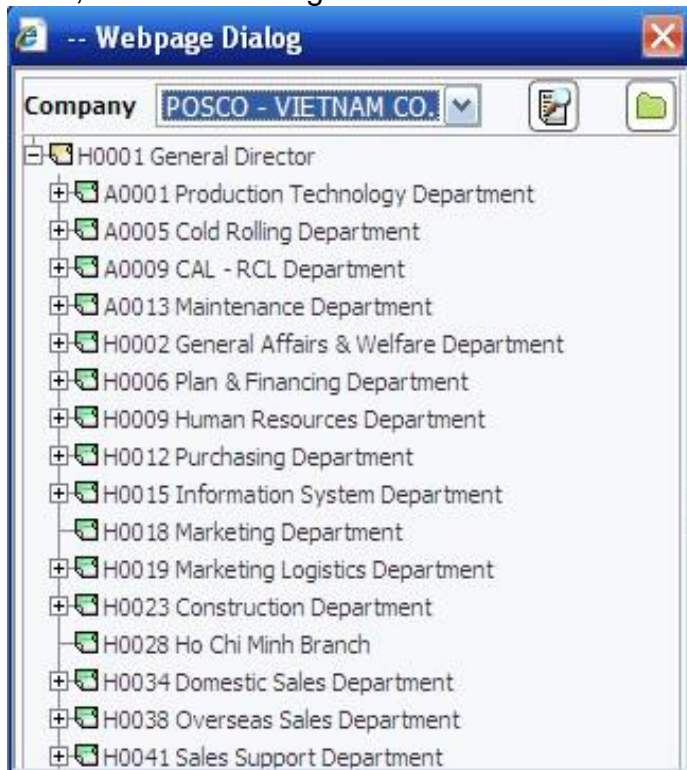 -- Webpage Dialog
Company POSCO - VIETNAM CO.
H0001 General Director
A0001 Production Technology Department
A0005 Cold Rolling Department
A0009 CAL - RCL Department
A0013 Maintenance Department
H0002 General Affairs & Welfare Department
H0006 Plan & Financing Department
H0009 Human Resources Department
H0012 Purchasing Department
H0015 Information System Department
H0018 Marketing Department
H0019 Marketing Logistics Department
H0023 Construction Department
H0028 Ho Chi Minh Branch
H0034 Domestic Sales Department
H0038 Overseas Sales Department
H0041 Sales Support Department